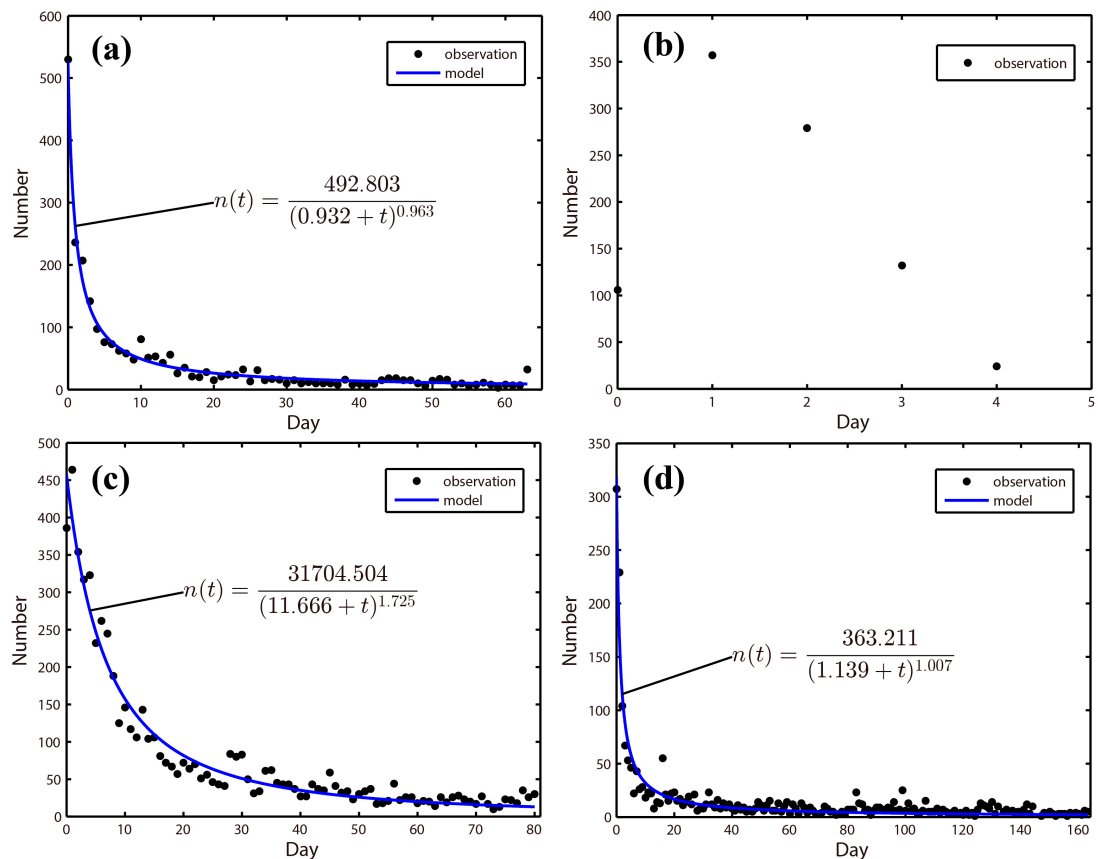 (a)
observation
model
n(t) = 492.803 / (0.932 + t)^0.963
Number
600
500
400
300
200
100
0
0 10 20 30 40 50 60
Day
(b)
observation
Number
400
350
300
250
200
150
100
50
0
0 1 2 3 4 5
Day
(c)
observation
model
n(t) = 31704.504 / (11.666 + t)^1.725
Number
500
450
400
350
300
250
200
150
100
50
0
0 10 20 30 40 50 60 70 80
Day
(d)
observation
model
n(t) = 363.211 / (1.139 + t)^1.007
Number
350
300
250
200
150
100
50
0
0 20 40 60 80 100 120 140 160
Day